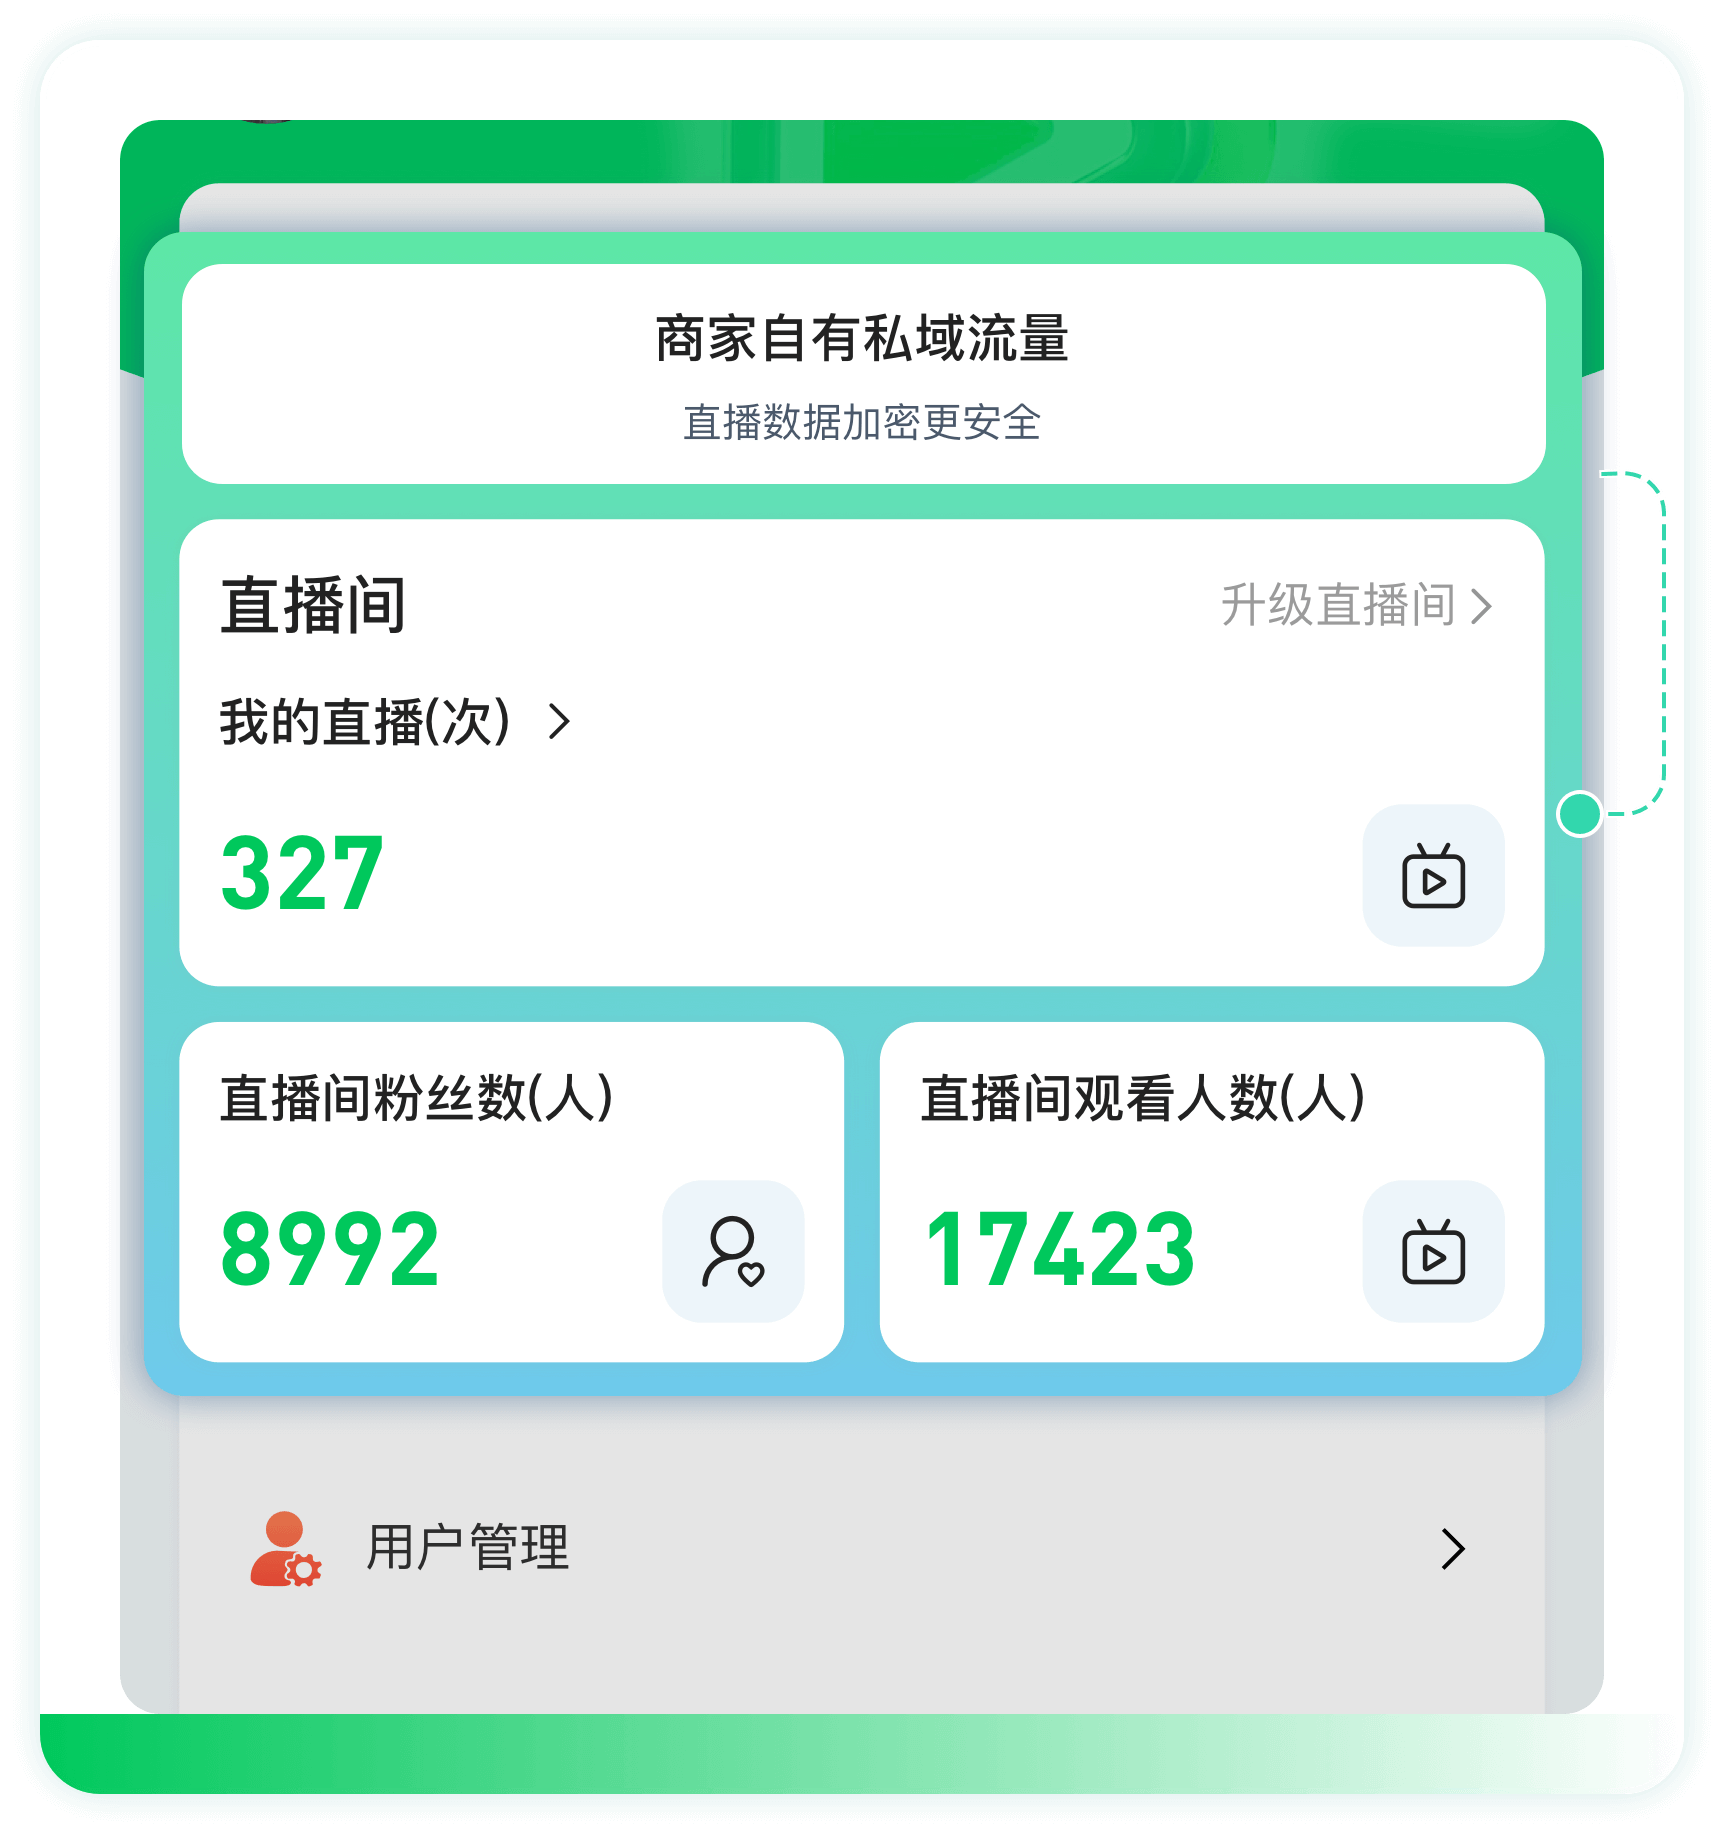 商家自有私域流量
直播数据加密更安全
直播间
升级直播间
我的直播(次)
327
直播间粉丝数(人)
直播间观看人数(人)
8992
17423
用户管理